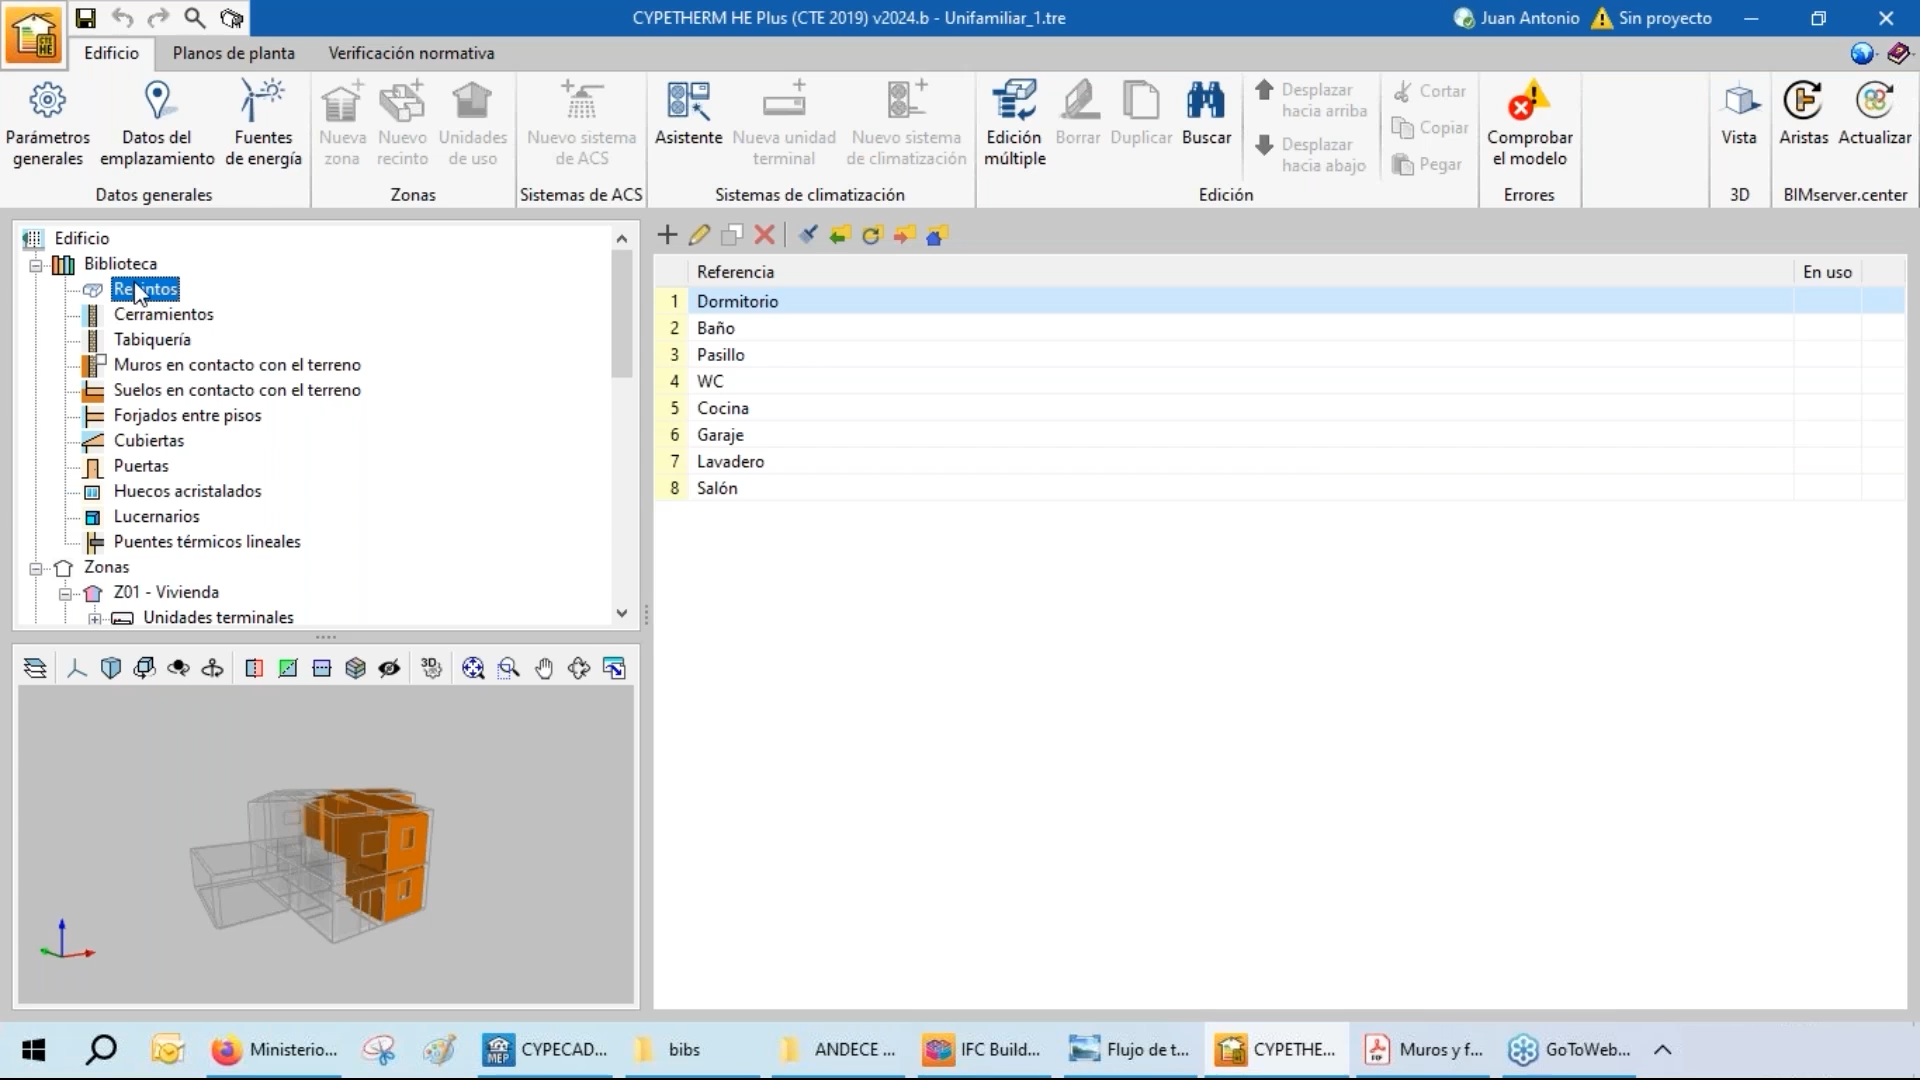 CYPETHERM HE Plus (CTE 2019) v2024.b - Unifamiliar_1.tre
Juan Antonio
Sin proyecto
CTE
HE
Edificio
Planos de planta
Verificación normativa
Parámetros
generales
Datos del
emplazamiento
Fuentes
de energía
Nueva
zona
Nuevo
recinto
Unidades
de uso
Nuevo sistema
de ACS
Asistente
Nueva unidad
terminal
Nuevo sistema
de climatización
Edición
múltiple
Borrar
Duplicar
Buscar
Desplazar
hacia arriba
Desplazar
hacia abajo
Cortar
Copiar
Pegar
Comprobar
el modelo
Vista
Aristas
Actualizar
Datos generales
Zonas
Sistemas de ACS
Sistemas de climatización
Edición
Errores
3D
BIMserver.center
Edificio
Biblioteca
Recintos
Cerramientos
Tabiquería
Muros en contacto con el terreno
Suelos en contacto con el terreno
Forjados entre pisos
Cubiertas
Puertas
Huecos acristalados
Lucernarios
Puentes térmicos lineales
Zonas
Z01 - Vivienda
Unidades terminales
Referencia
En uso
1 Dormitorio
2 Baño
3 Pasillo
4 WC
5 Cocina
6 Garaje
7 Lavadero
8 Salón
3D
Ministerio...
MEP
CYPECAD...
bibs
ANDECE ...
IFC Build...
Flujo de t...
CYPETHE...
Muros y f...
GoToWeb...